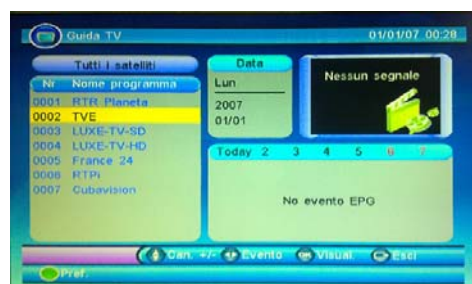 Guida TV 01/01/07 00:28
Tutti i satelliti
Nr Nome programma
0001 RTR Planeta
0002 TVE
0003 LUXE-TV-SD
0004 LUXE-TV-HD
0005 France 24
0006 RTPi
0007 Cubavision
Data
Lun
2007
01/01
Nessun segnale
Today 2 3 4 5 6 7
No evento EPG
Can. +/- Evento OK Visual. Esci
Pref.